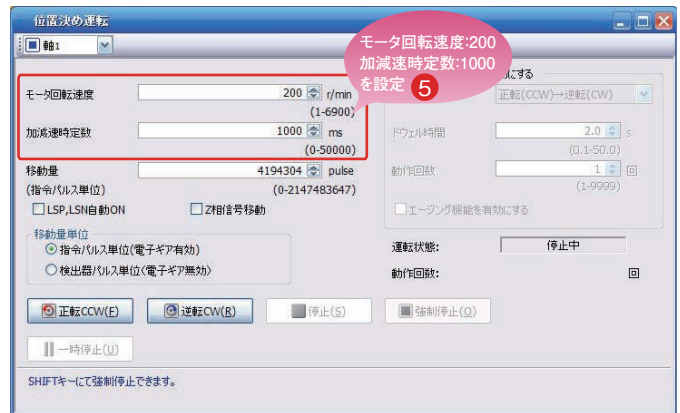 位置決め運転
軸1
モータ回転速度:200
加減速時定数:1000
を設定 5
にする
モータ回転速度 200 r/min
(1-6900)
正転(CCW)→逆転(CW)
加減速時定数 1000 ms
(0-50000)
ドウェル時間 2.0 s
(0.1-50.0)
移動量 4194304 pulse
(指令パルス単位) (0-2147483647)
動作回数 1 回
(1-9999)
LSP,LSN自動ON Z相信号移動
エージング機能を有効にする
移動量単位
指令パルス単位(電子ギア有効)
検出器パルス単位(電子ギア無効)
運転状態: 停止中
動作回数: 回
正転CCW(F) 逆転CW(R) 停止(S) 強制停止(O)
一時停止(U)
SHIFTキーにて強制停止できます。